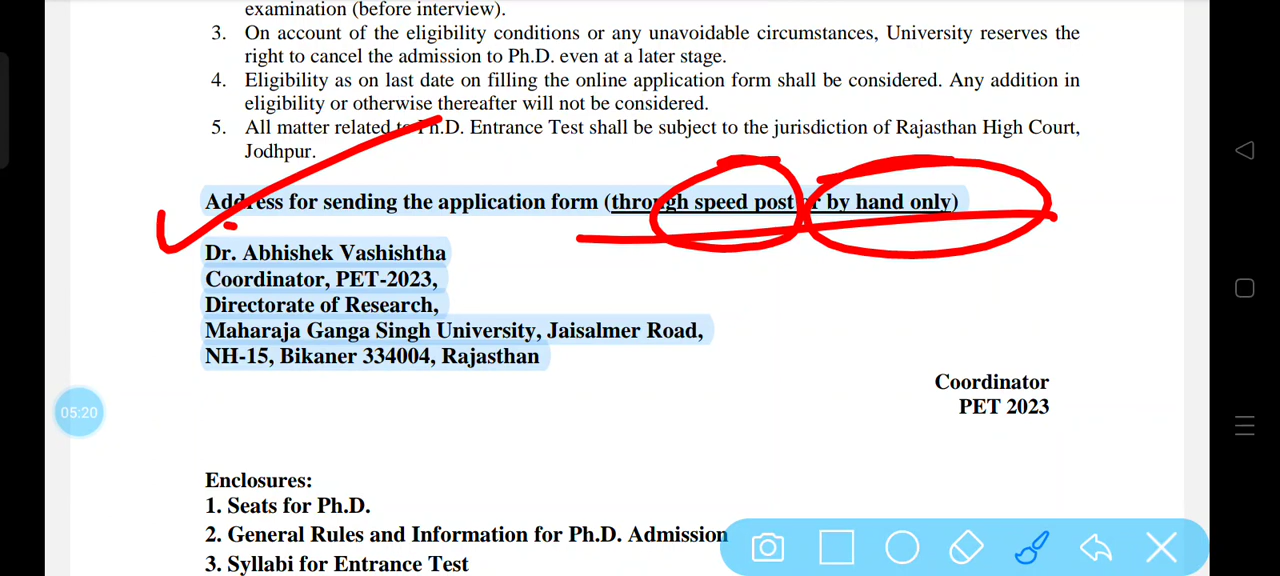 examination (before interview).
3. On account of the eligibility conditions or any unavoidable circumstances, University reserves the
right to cancel the admission to Ph.D. even at a later stage.
4. Eligibility as on last date on filling the online application form shall be considered. Any addition in
eligibility or otherwise thereafter will not be considered.
5. All matter related to Ph.D. Entrance Test shall be subject to the jurisdiction of Rajasthan High Court,
Jodhpur.
Address for sending the application form (through speed post or by hand only)
Dr. Abhishek Vashishtha
Coordinator, PET-2023,
Directorate of Research,
Maharaja Ganga Singh University, Jaisalmer Road,
NH-15, Bikaner 334004, Rajasthan
Coordinator
PET 2023
05:20
Enclosures:
1. Seats for Ph.D.
2. General Rules and Information for Ph.D. Admission
3. Syllabi for Entrance Test